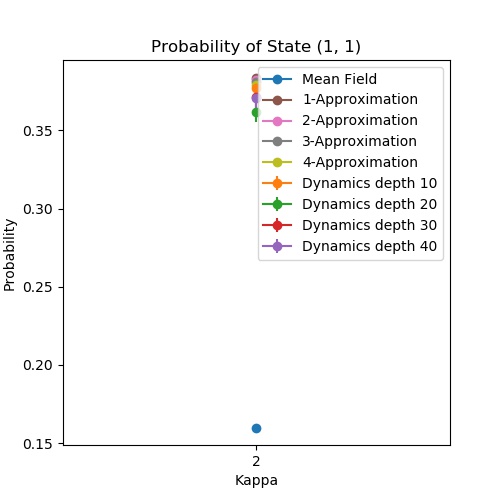 Probability of State (1, 1)
Probability
0.35
0.30
0.25
0.20
0.15
Mean Field
1-Approximation
2-Approximation
3-Approximation
4-Approximation
Dynamics depth 10
Dynamics depth 20
Dynamics depth 30
Dynamics depth 40
2
Kappa